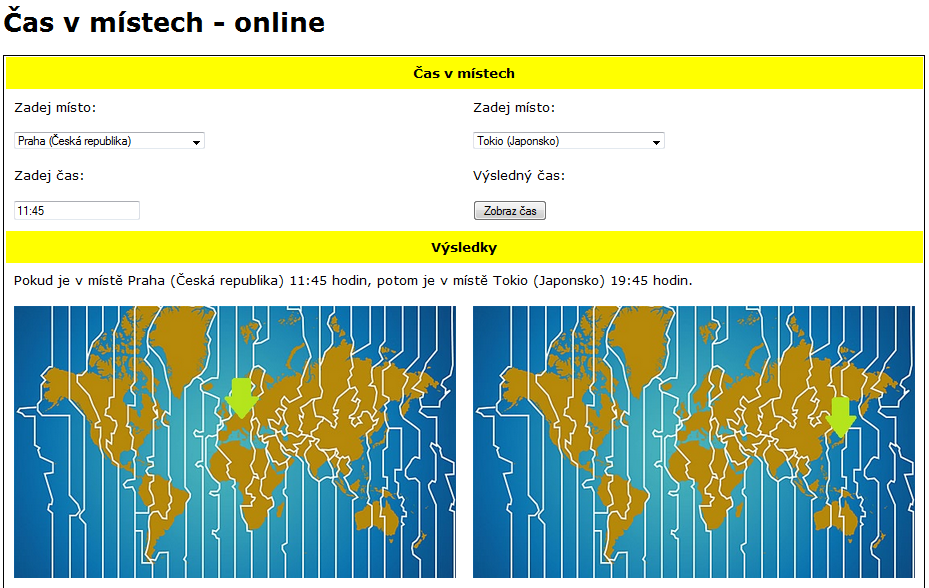 Čas v místech - online
Čas v místech
Zadej místo:
Zadej místo:
Praha (Česká republika)
Tokio (Japonsko)
Zadej čas:
Výsledný čas:
11:45
Zobraz čas
Výsledky
Pokud je v místě Praha (Česká republika) 11:45 hodin, potom je v místě Tokio (Japonsko) 19:45 hodin.